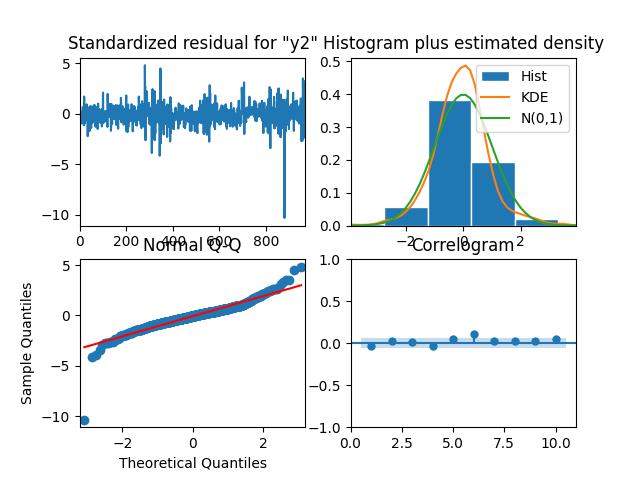 Standardized residual for "y2" Histogram plus estimated density
5
0
−5
−10
0 200 400 600 800
0.5
0.4
0.3
0.2
0.1
0.0
−2 0 2
Hist
KDE
N(0,1)
Normal Q-Q
Correlogram
Sample Quantiles
5
0
−5
−10
−2 0 2
Theoretical Quantiles
1.0
0.5
0.0
−0.5
−1.0
0.0 2.5 5.0 7.5 10.0